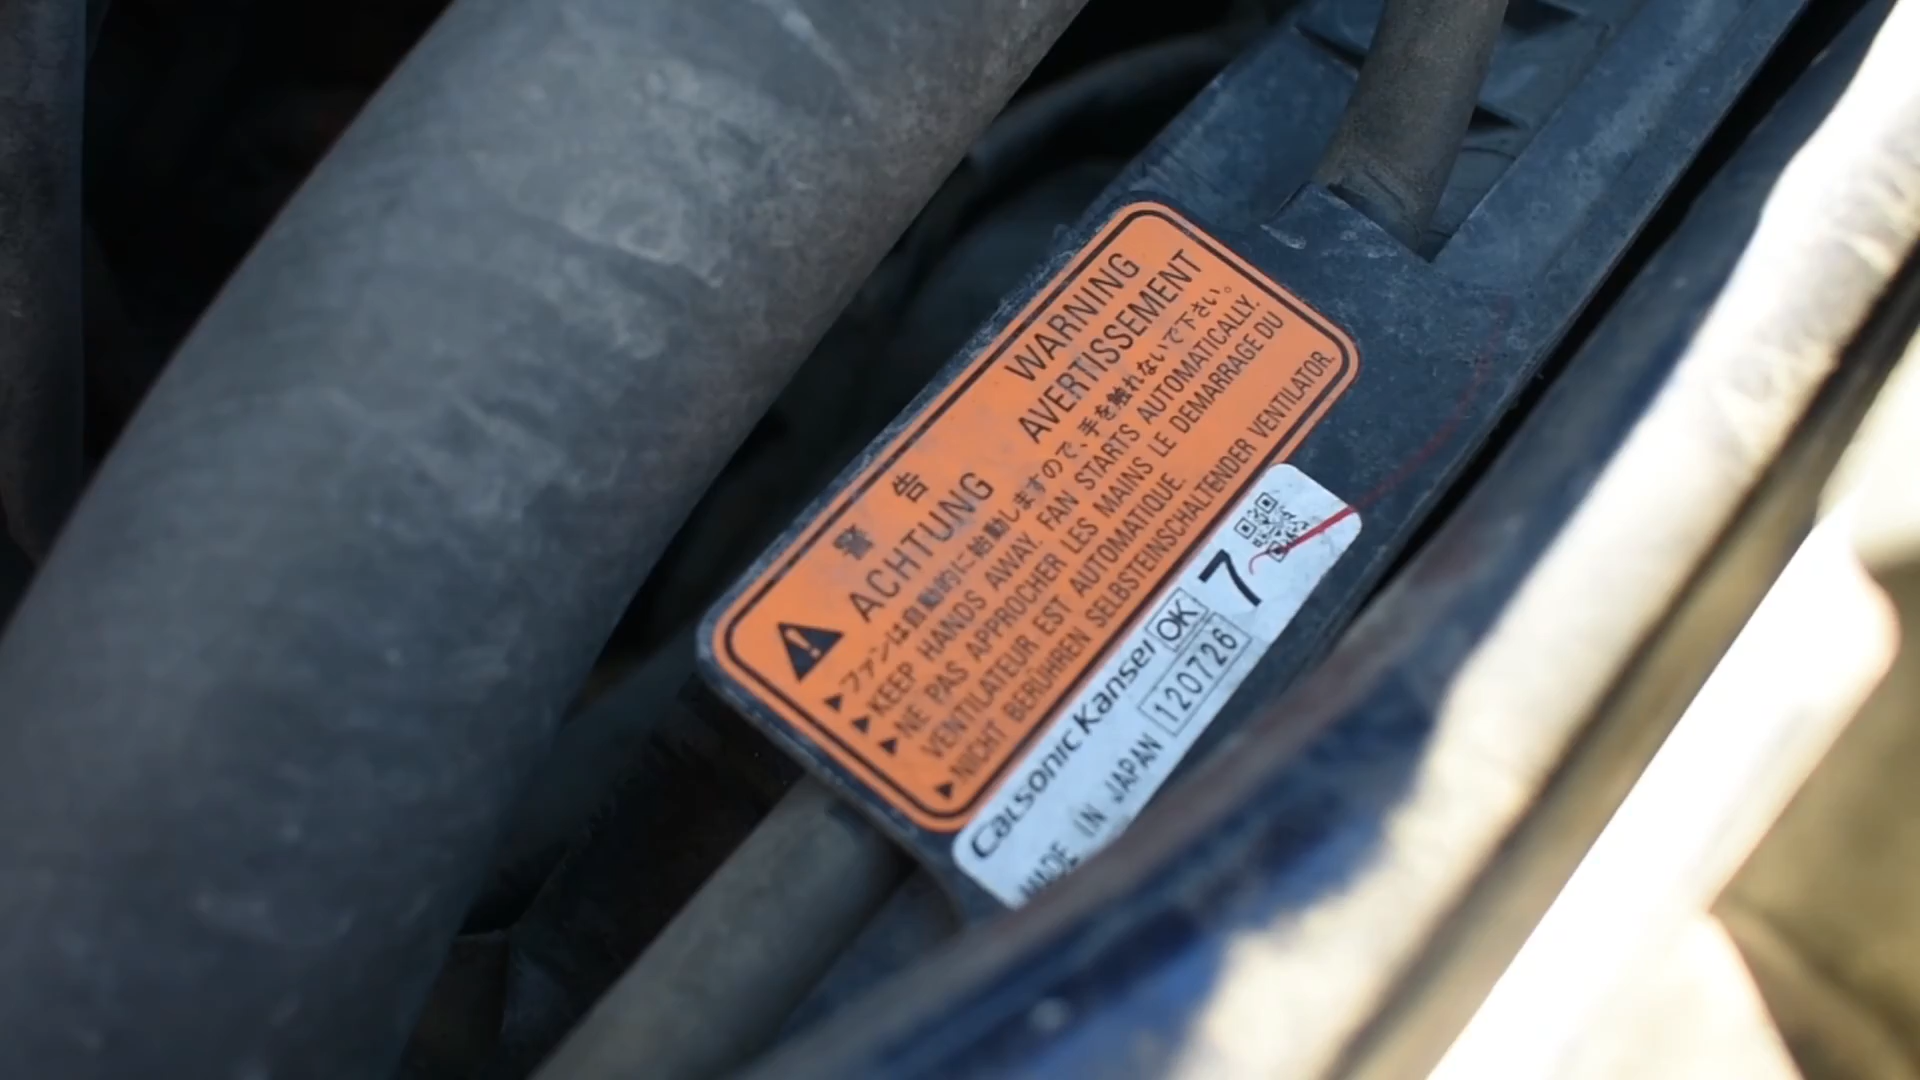 警告 WARNING
ACHTUNG AVERTISSEMENT
▶ファンは自動的に始動しますので、手を触れないで下さい。
▶KEEP HANDS AWAY. FAN STARTS AUTOMATICALLY.
▶NE PAS APPROCHER LES MAINS LE DEMARRAGE DU
VENTILATEUR EST AUTOMATIQUE.
▶NICHT BERÜHREN SELBSTEINSCHALTENDER VENTILATOR.
Calsonic Kansei OK 7
MADE IN JAPAN 120726